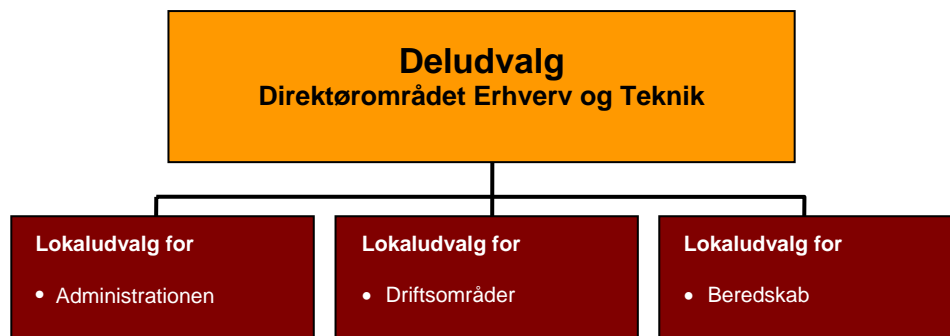 Deludvalg
Direktørområdet Erhverv og Teknik
Lokaludvalg for
• Administrationen
Lokaludvalg for
• Driftsområder
Lokaludvalg for
• Beredskab